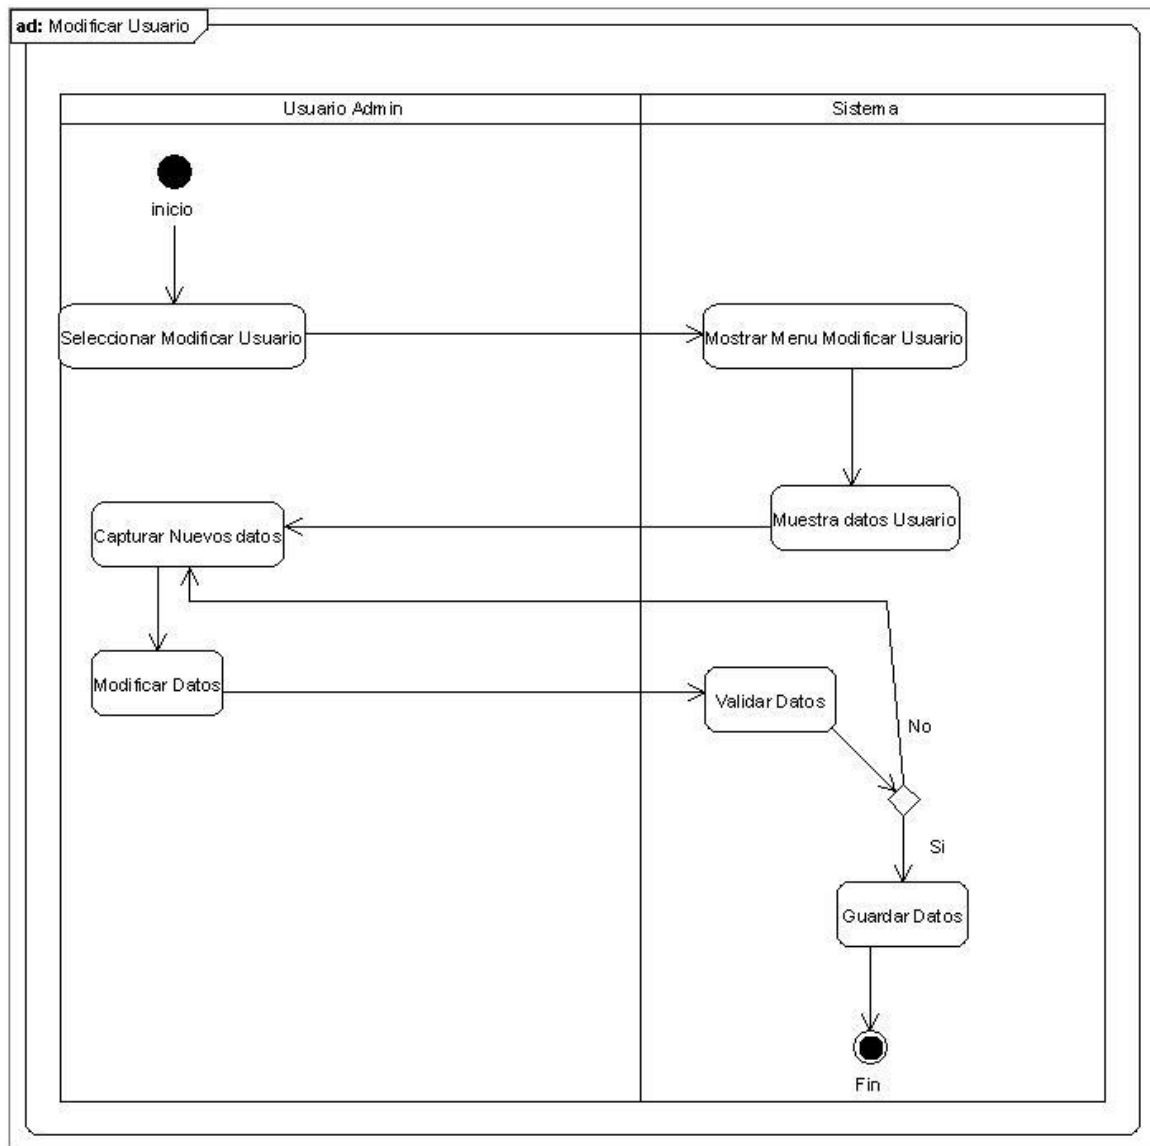 ad: Modificar Usuario
Usuario Admin
Sistema
inicio
Seleccionar Modificar Usuario
Mostrar Menu Modificar Usuario
Muestra datos Usuario
Capturar Nuevos datos
Modificar Datos
Validar Datos
No
Si
Guardar Datos
Fin